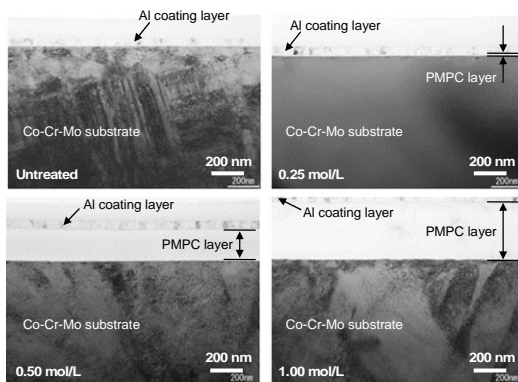 Al coating layer
Co-Cr-Mo substrate
Untreated
200 nm
200nm
Al coating layer
PMPC layer
Co-Cr-Mo substrate
0.25 mol/L
200 nm
200nm
Al coating layer
PMPC layer
Co-Cr-Mo substrate
0.50 mol/L
200 nm
200nm
Al coating layer
PMPC layer
Co-Cr-Mo substrate
1.00 mol/L
200 nm
200nm